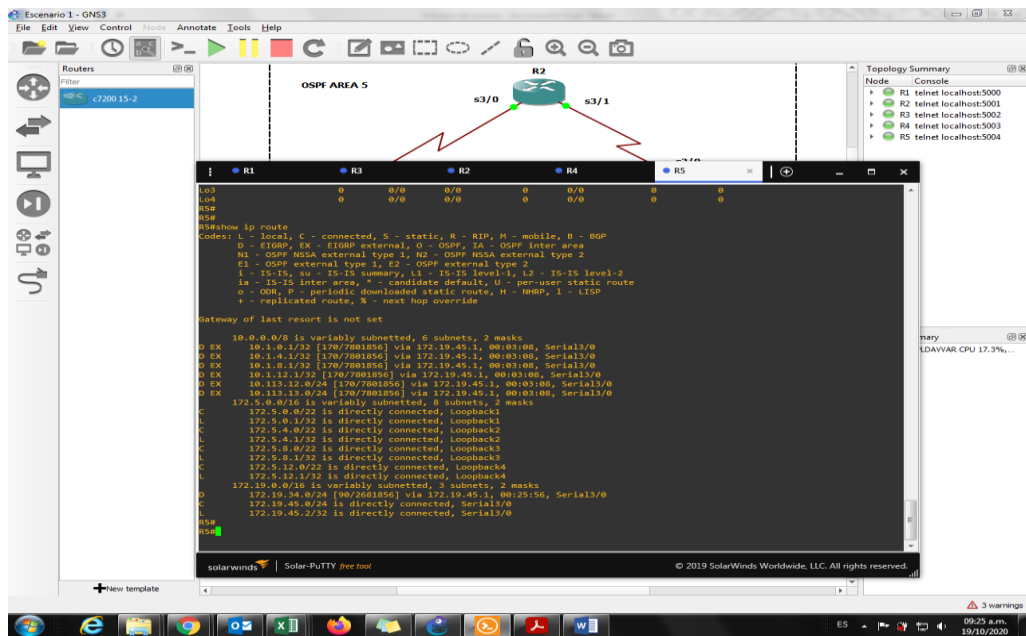 Escenario 1 - GNS3
File Edit View Control Node Annotate Tools Help
Routers
Filter
c7200 15-2
New template
OSPF AREA 5
R2
s3/0
s3/1
Topology Summary
Node Console
R1 telnet localhost:5000
R2 telnet localhost:5001
R3 telnet localhost:5002
R4 telnet localhost:5003
R5 telnet localhost:5004
CPU 17.3%,...
R1 R3 R2 R4 R5
Lo3 0 0/0 0/0 0 0/0 0 0
Lo4 0 0/0 0/0 0 0/0 0 0
R5#
R5#
R5#show ip route
Codes: L - local, C - connected, S - static, R - RIP, M - mobile, B - BGP
D - EIGRP, EX - EIGRP external, O - OSPF, IA - OSPF inter area
N1 - OSPF NSSA external type 1, N2 - OSPF NSSA external type 2
E1 - OSPF external type 1, E2 - OSPF external type 2
i - IS-IS, su - IS-IS summary, L1 - IS-IS level-1, L2 - IS-IS level-2
ia - IS-IS inter area, * - candidate default, U - per-user static route
o - ODR, P - periodic downloaded static route, H - NHRP, l - LISP
+ - replicated route, % - next hop override
Gateway of last resort is not set
10.0.0.0/8 is variably subnetted, 6 subnets, 2 masks
D EX 10.1.0.1/32 [170/7801856] via 172.19.45.1, 00:03:08, Serial3/0
D EX 10.1.4.1/32 [170/7801856] via 172.19.45.1, 00:03:08, Serial3/0
D EX 10.1.8.1/32 [170/7801856] via 172.19.45.1, 00:03:08, Serial3/0
D EX 10.1.12.1/32 [170/7801856] via 172.19.45.1, 00:03:08, Serial3/0
D EX 10.113.12.0/24 [170/7801856] via 172.19.45.1, 00:03:08, Serial3/0
D EX 10.113.13.0/24 [170/7801856] via 172.19.45.1, 00:03:08, Serial3/0
172.5.0.0/16 is variably subnetted, 8 subnets, 2 masks
C 172.5.0.0/22 is directly connected, Loopback1
L 172.5.0.1/32 is directly connected, Loopback1
C 172.5.4.0/22 is directly connected, Loopback2
L 172.5.4.1/32 is directly connected, Loopback2
C 172.5.8.0/22 is directly connected, Loopback3
L 172.5.8.1/32 is directly connected, Loopback3
C 172.5.12.0/22 is directly connected, Loopback4
L 172.5.12.1/32 is directly connected, Loopback4
172.19.0.0/16 is variably subnetted, 3 subnets, 2 masks
D 172.19.34.0/24 [90/2681856] via 172.19.45.1, 00:25:56, Serial3/0
C 172.19.45.0/24 is directly connected, Serial3/0
L 172.19.45.2/32 is directly connected, Serial3/0
R5#
R5#
solarwinds Solar-PuTTY free tool © 2019 SolarWinds Worldwide, LLC. All rights reserved.
3 warnings
ES 09:25 a.m.
19/10/2020